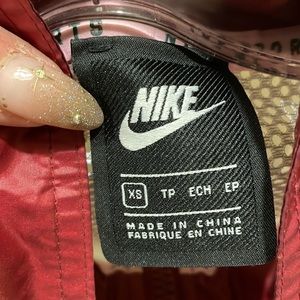 NIKE
XS TP ECH EP
MADE IN CHINA
FABRIQUE EN CHINE